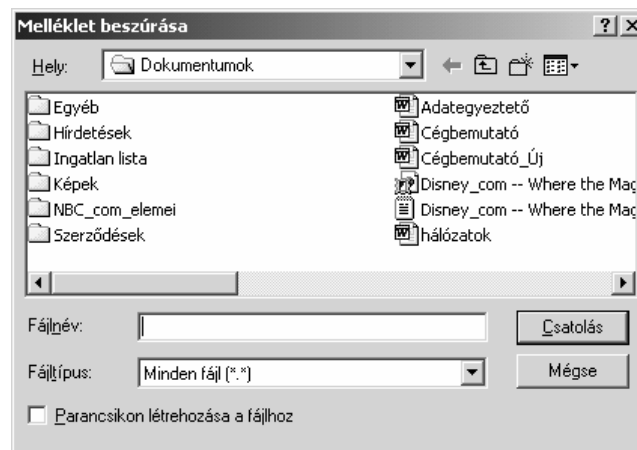 Melléklet beszúrása
Hely: Dokumentumok
Egyéb
Hírdetések
Ingatlan lista
Képek
NBC_com_elemei
Szerződések
Adategyeztető
Cégbemutató
Cégbemutató_Új
Disney_com -- Where the Mag
Disney_com -- Where the Mag
hálózatok
Fájlnév:
Csatolás
Fájltípus: Minden fájl (*.*)
Mégse
Parancsikon létrehozása a fájlhoz